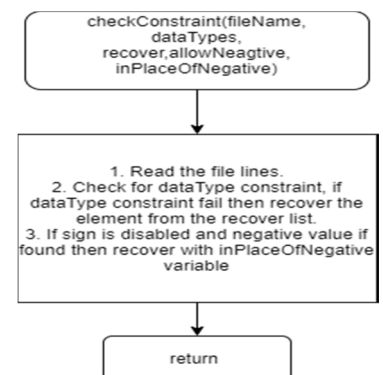 checkConstraint(fileName,
dataTypes,
recover,allowNeagtive,
inPlaceOfNegative)
1. Read the file lines.
2. Check for dataType constraint, if
dataType constraint fail then recover the
element from the recover list.
3. If sign is disabled and negative value if
found then recover with inPlaceOfNegative
variable
return